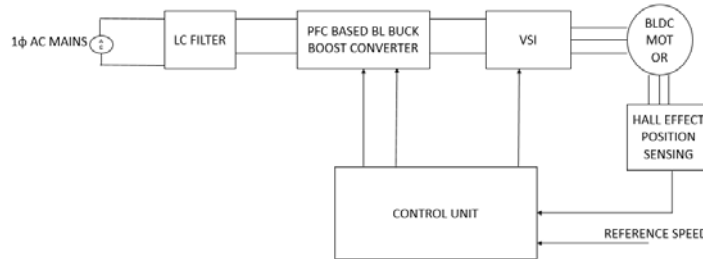 1ϕ AC MAINS
A
C
LC FILTER
PFC BASED BL BUCK
BOOST CONVERTER
VSI
BLDC
MOT
OR
HALL EFFECT
POSITION
SENSING
CONTROL UNIT
REFERENCE SPEED